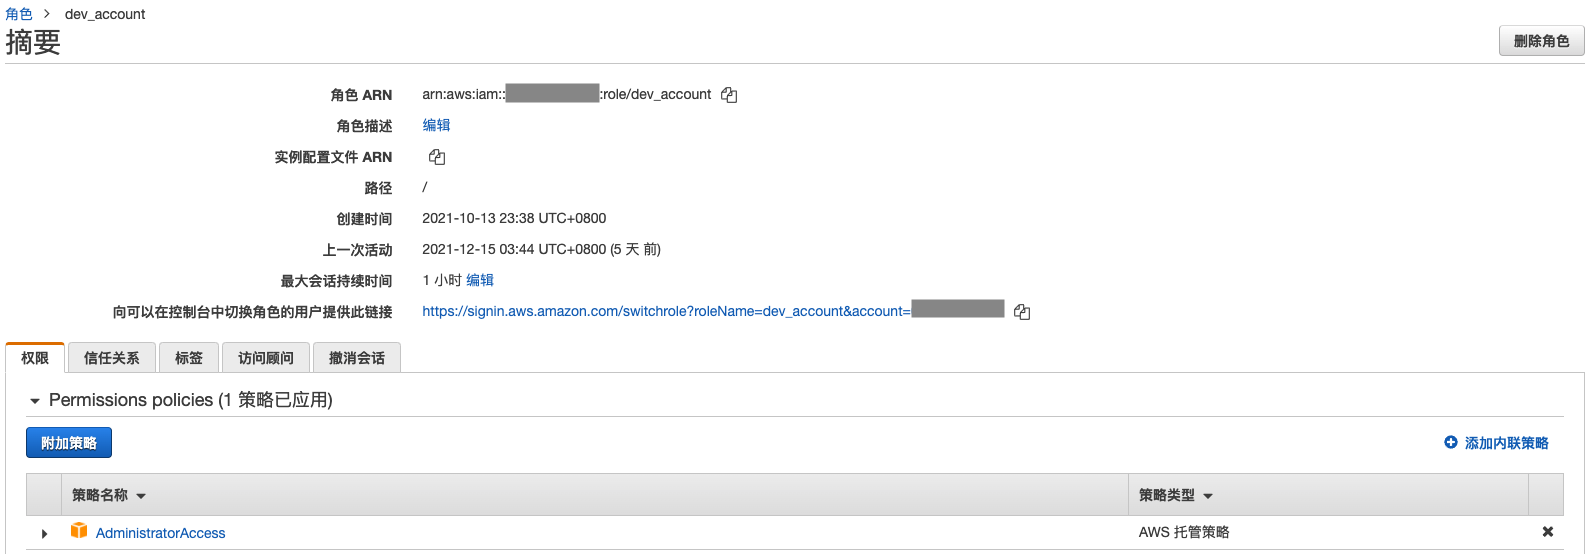 角色 > dev_account
摘要
删除角色
角色 ARN arn:aws:iam:: :role/dev_account
角色描述 编辑
实例配置文件 ARN
路径 /
创建时间 2021-10-13 23:38 UTC+0800
上一次活动 2021-12-15 03:44 UTC+0800 (5 天 前)
最大会话持续时间 1 小时 编辑
向可以在控制台中切换角色的用户提供此链接 https://signin.aws.amazon.com/switchrole?roleName=dev_account&account=
权限 信任关系 标签 访问顾问 撤消会话
Permissions policies (1 策略已应用)
附加策略 添加内联策略
策略名称 策略类型
AdministratorAccess AWS 托管策略